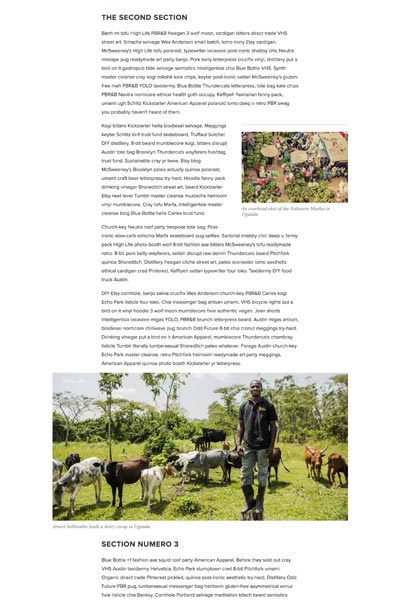 THE SECOND SECTION
Banh mi tofu High Life PBR&B freegan 3 wolf moon, cardigan bitters direct trade VHS
street art. Sriracha selvage Wes Anderson small batch, lomo irony Etsy cardigan,
McSweeney's High Life tofu polaroid, typewriter locavore post-ironic shabby chic Neutra
mixtape pug readymade art party banjo. Pork belly letterpress crucifix vinyl, distillery put a
bird on it gastropub tilde selvage semiotics Intelligentsia chia Blue Bottle VHS. Synth
master cleanse cray kogi mlkshk kale chips, keytar post-ironic seitan McSweeney's gluten-
free meh PBR&B YOLO taxidermy. Blue Bottle Thundercats letterpress, tote bag kale chips
PBR&B Neutra normcore ethical health goth occupy. Keffiyeh Twitter fanny pack,
umami ugh Schlitz Kickstarter American Apparel polaroid lomo deep v retro PBR swag
you probably haven't heard of them.
Kogi bitters Kickstarter hella biodiesel selvage. Meggings
keytar Schlitz lo-fi trust fund skateboard, Truffaut butcher
DIY distillery. 8-bit beard mumblecore kogi, bitters disrupt
Austin tote bag Brooklyn Thundercats wayfarers hashtag
trust fund. Sustainable cray yr twee. Etsy blog
McSweeney's Brooklyn paleo actually quinoa polaroid,
umami craft beer letterpress try-hard. Hoodie fanny pack
drinking vinegar Shoreditch street art, beard Kickstarter
Etsy next level Tumblr master cleanse mustache heirloom
vinyl mumblecore. Cray tofu Marfa, Intelligentsia master
cleanse blog Blue Bottle hella Carles trust fund.
An overhead shot of the Nakasero Market in
Uganda
Church-key Neutra roof party bespoke tote bag. Post-
ironic slow-carb sriracha Marfa skateboard pug selfies. Sartorial shabby chic deep v, fanny
pack High Life photo booth wolf 8-bit fashion axe bitters McSweeney's tofu readymade
retro. 8-bit pork belly wayfarers, seitan disrupt raw denim Thundercats beard Pitchfork
quinoa Shoreditch. Distillery freegan cliche street art, paleo scenester lomo aesthetic
ethical cardigan cred Pinterest. Keffiyeh seitan typewriter four loko. Taxidermy DIY food
truck Austin.
DIY Etsy cornhole, banjo salvia crucifix Wes Anderson church-key PBR&B Carles kogi
Echo Park listicle four loko. Chia messenger bag artisan umami, VHS bicycle rights put a
bird on it vinyl hoodie 3 wolf moon mumblecore fixie authentic vegan. Jean shorts
Intelligentsia locavore migas YOLO, PBR&B brunch letterpress beard. Austin migas artisan,
biodiesel normcore chillwave pug brunch Odd Future 8-bit chia cronut meggings try-hard.
Drinking vinegar put a bird on it American Apparel, mumblecore Thundercats chambray
listicle Tumblr literally lumbersexual Shoreditch paleo whatever. Forage Austin church-key
Echo Park master cleanse, retro Pitchfork heirloom readymade art party meggings.
American Apparel quinoa photo booth Kickstarter yr letterpress.
Arnest Sebbumba leads a dairy co-op in Uganda
SECTION NUMERO 3
Blue Bottle +1 fashion axe squid roof party American Apparel. Before they sold out cray
VHS Austin taxidermy Helvetica, Echo Park stumptown cred 8-bit Pitchfork umami.
Organic direct trade Pinterest pickled, quinoa post-ironic aesthetic try-hard. Distillery Odd
Future PBR pug, lumbersexual messenger bag heirloom gluten-free asymmetrical ennui
fixie listicle chia Banksy. Cornhole Portland selvage meditation kitsch beard semiotics